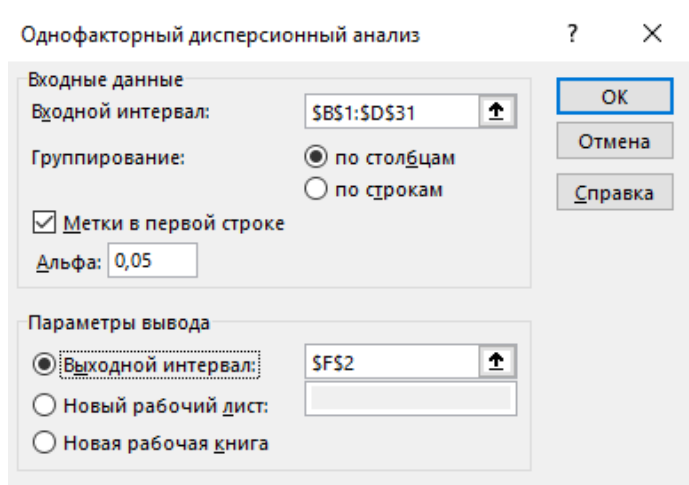 Однофакторный дисперсионный анализ ? ×
Входные данные
Входной интервал: $B$1:$D$31
Группирование: по столбцам
по строкам
Метки в первой строке
Альфа: 0,05
Параметры вывода
Выходной интервал: $F$2
Новый рабочий лист:
Новая рабочая книга
ОК
Отмена
Справка